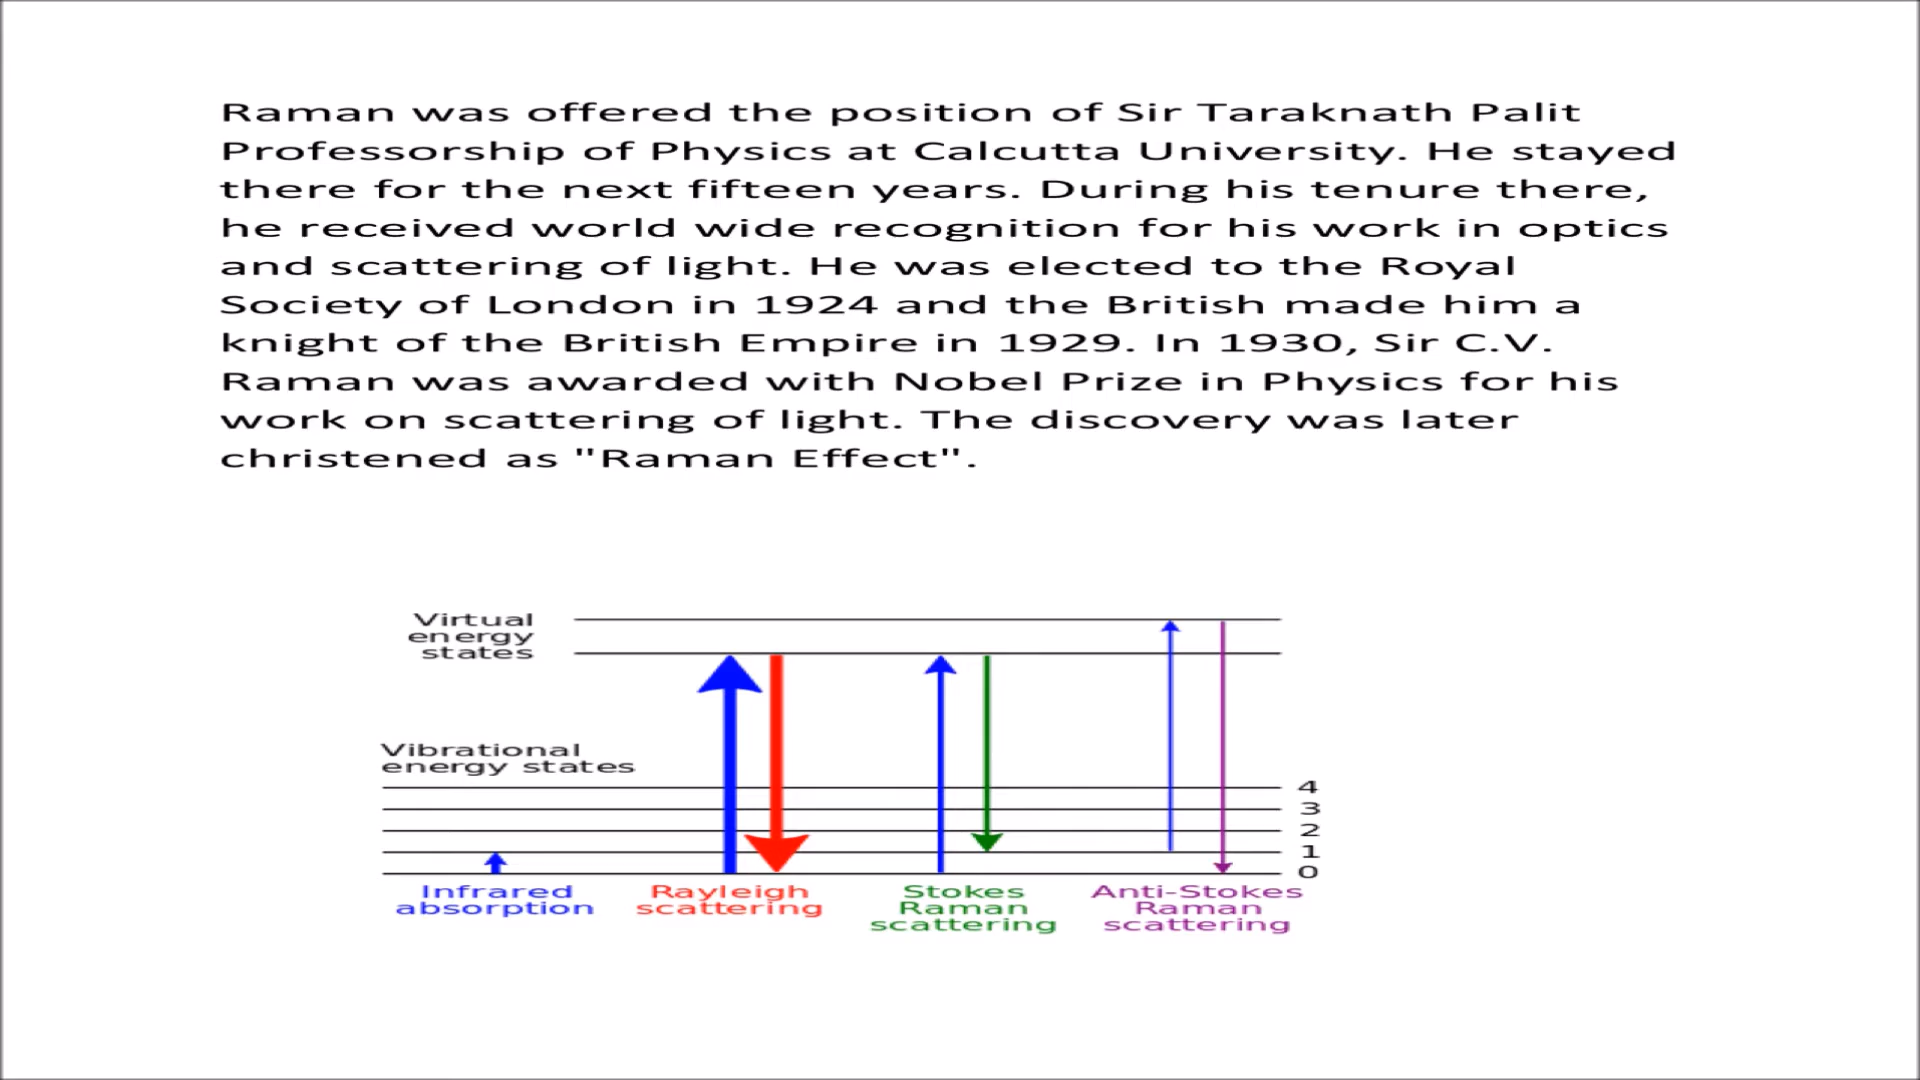 Raman was offered the position of Sir Taraknath Palit
Professorship of Physics at Calcutta University. He stayed
there for the next fifteen years. During his tenure there,
he received world wide recognition for his work in optics
and scattering of light. He was elected to the Royal
Society of London in 1924 and the British made him a
knight of the British Empire in 1929. In 1930, Sir C.V.
Raman was awarded with Nobel Prize in Physics for his
work on scattering of light. The discovery was later
christened as "Raman Effect".
Virtual
energy
states
Vibrational
energy states
4
3
2
1
0
Infrared
absorption
Rayleigh
scattering
Stokes
Raman
scattering
Anti-Stokes
Raman
scattering